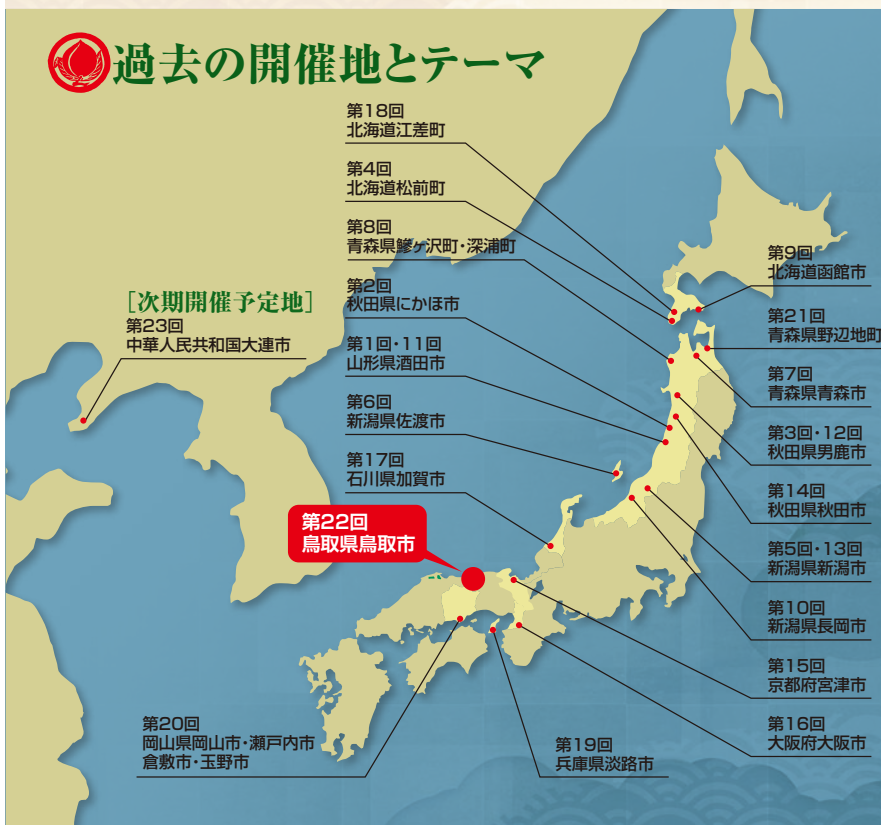 過去の開催地とテーマ
第18回
北海道江差町
第4回
北海道松前町
第8回
青森県鰺ヶ沢町・深浦町
第2回
秋田県にかほ市
第1回・11回
山形県酒田市
第6回
新潟県佐渡市
第17回
石川県加賀市
[次期開催予定地]
第23回
中華人民共和国大連市
第22回
鳥取県鳥取市
第9回
北海道函館市
第21回
青森県野辺地町
第7回
青森県青森市
第3回・12回
秋田県男鹿市
第14回
秋田県秋田市
第5回・13回
新潟県新潟市
第10回
新潟県長岡市
第15回
京都府宮津市
第16回
大阪府大阪市
第20回
岡山県岡山市・瀬戸内市
倉敷市・玉野市
第19回
兵庫県淡路市